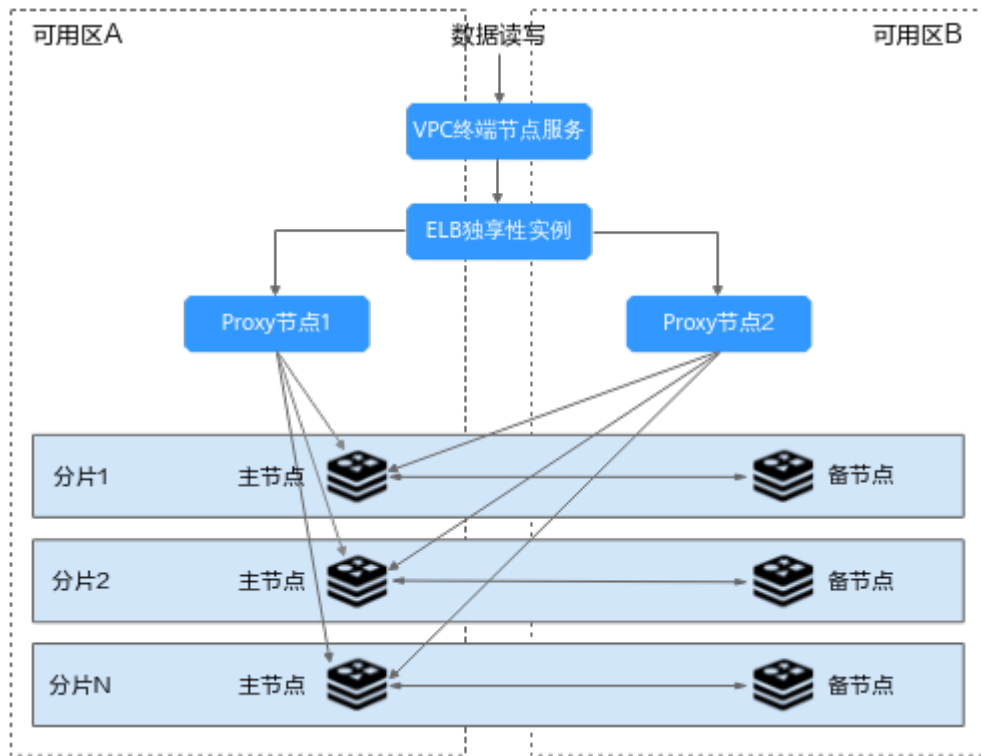 可用区A
数据读写
可用区B
VPC终端节点服务
ELB独享性实例
Proxy节点1
Proxy节点2
分片1
主节点
备节点
分片2
主节点
备节点
分片N
主节点
备节点